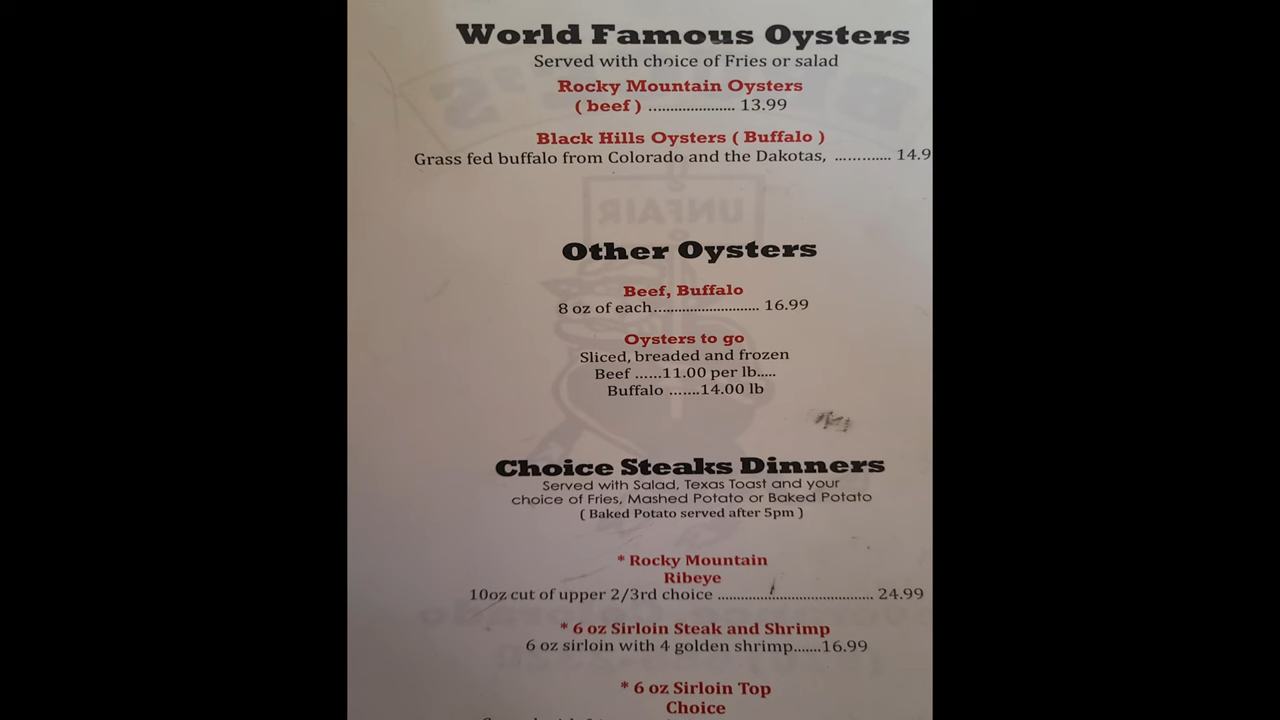 World Famous Oysters
Served with choice of Fries or salad
Rocky Mountain Oysters
( beef ) ...................... 13.99
Black Hills Oysters ( Buffalo )
Grass fed buffalo from Colorado and the Dakotas, ............. 14.9
UNFAIR
Other Oysters
Beef, Buffalo
8 oz of each........................... 16.99
Oysters to go
Sliced, breaded and frozen
Beef ......11.00 per lb.....
Buffalo .......14.00 lb
Choice Steaks Dinners
Served with Salad, Texas Toast and your
choice of Fries, Mashed Potato or Baked Potato
( Baked Potato served after 5pm )
* Rocky Mountain
Ribeye
10oz cut of upper 2/3rd choice ....................................... 24.99
* 6 oz Sirloin Steak and Shrimp
6 oz sirloin with 4 golden shrimp.......16.99
* 6 oz Sirloin Top
Choice